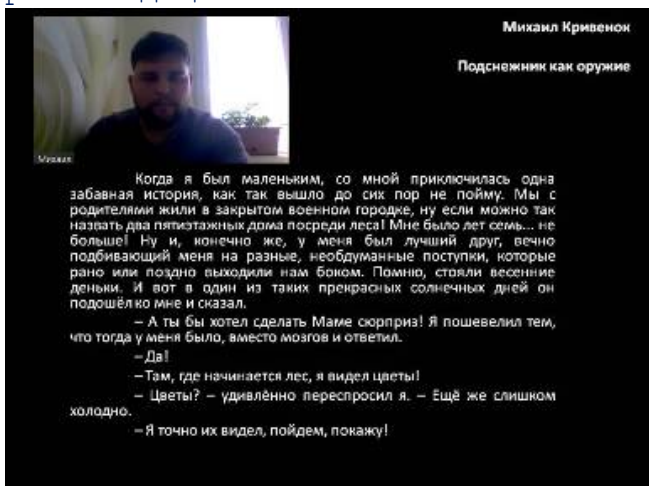 Михаил Кривенок
Подснежник как оружие
Михаил
Когда я был маленьким, со мной приключилась одна
забавная история, как так вышло до сих пор не пойму. Мы с
родителями жили в закрытом военном городке, ну если можно так
назвать два пятиэтажных дома посреди леса! Мне было лет семь... не
больше! Ну и, конечно же, у меня был лучший друг, вечно
подбивающий меня на разные, необдуманные поступки, которые
рано или поздно выходили нам боком. Помню, стояли весенние
деньки. И вот в один из таких прекрасных солнечных дней он
подошёл ко мне и сказал.
– А ты бы хотел сделать Маме сюрприз! Я пошевелил тем,
что тогда у меня было, вместо мозгов и ответил.
– Да!
– Там, где начинается лес, я видел цветы!
– Цветы? – удивлённо переспросил я. – Ещё же слишком
холодно.
– Я точно их видел, пойдем, покажу!